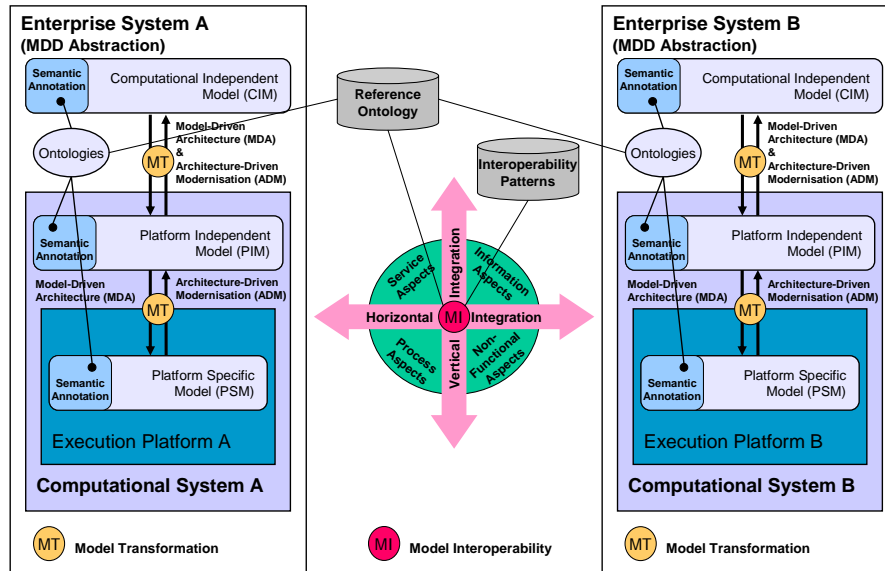 Enterprise System A
(MDD Abstraction)
Semantic
Annotation
Computational Independent
Model (CIM)
Ontologies
MT
Model-Driven
Architecture (MDA)
&
Architecture-Driven
Modernisation (ADM)
Semantic
Annotation
Platform Independent
Model (PIM)
Model-Driven
Architecture (MDA)
MT
Architecture-Driven
Modernisation (ADM)
Semantic
Annotation
Platform Specific
Model (PSM)
Execution Platform A
Computational System A
MT
Model Transformation
Reference
Ontology
Interoperability
Patterns
Service
Aspects
Integration
Information
Aspects
Horizontal
MI
Integration
Process
Aspects
Vertical
Non-
Functional
Aspects
MI
Model Interoperability
Enterprise System B
(MDD Abstraction)
Semantic
Annotation
Computational Independent
Model (CIM)
Ontologies
MT
Model-Driven
Architecture (MDA)
&
Architecture-Driven
Modernisation (ADM)
Semantic
Annotation
Platform Independent
Model (PIM)
Model-Driven
Architecture (MDA)
MT
Architecture-Driven
Modernisation (ADM)
Semantic
Annotation
Platform Specific
Model (PSM)
Execution Platform B
Computational System B
MT
Model Transformation